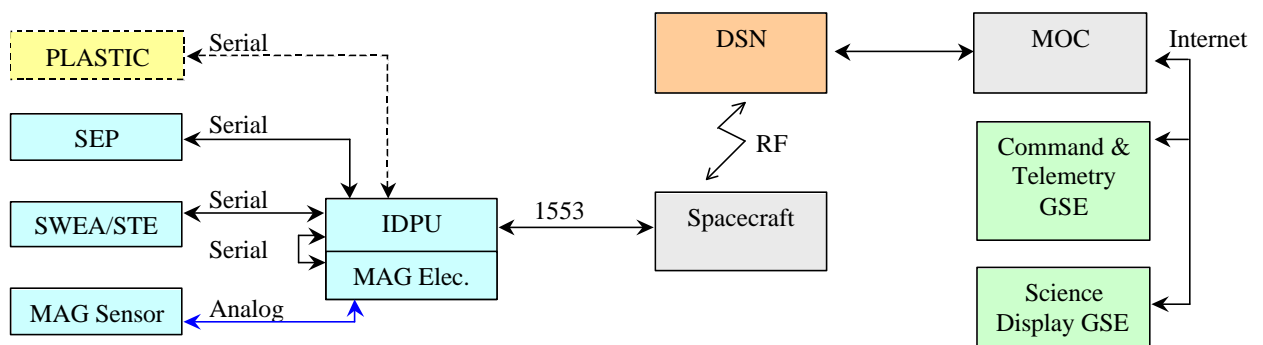 PLASTIC
Serial
SEP
Serial
SWEA/STE
Serial
Serial
MAG Sensor
Analog
IDPU
MAG Elec.
1553
DSN
RF
Spacecraft
MOC
Internet
Command &
Telemetry
GSE
Science
Display GSE